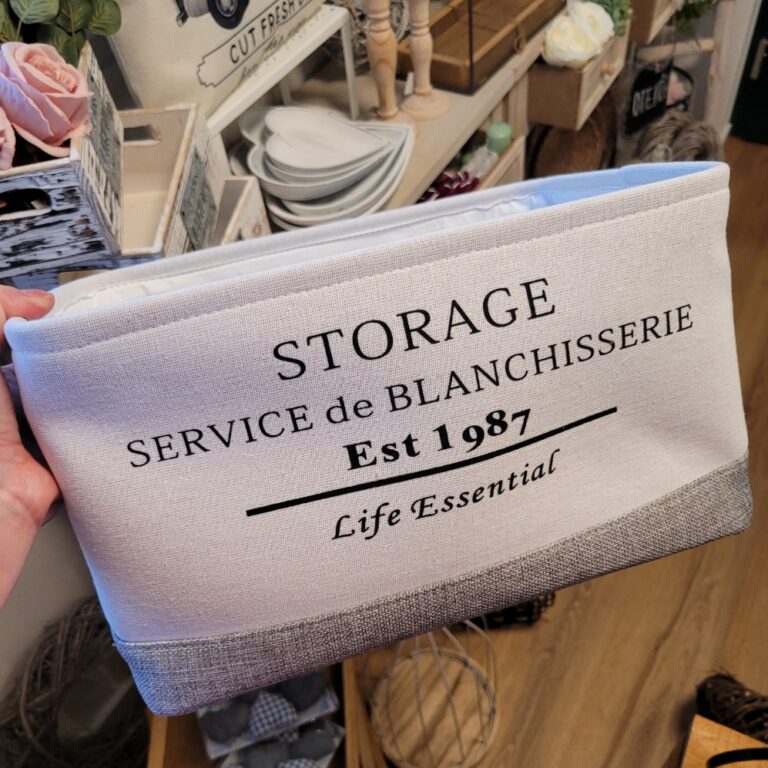 CUT FRESH
STORAGE
SERVICE de BLANCHISSERIE
Est 1987
Life Essential